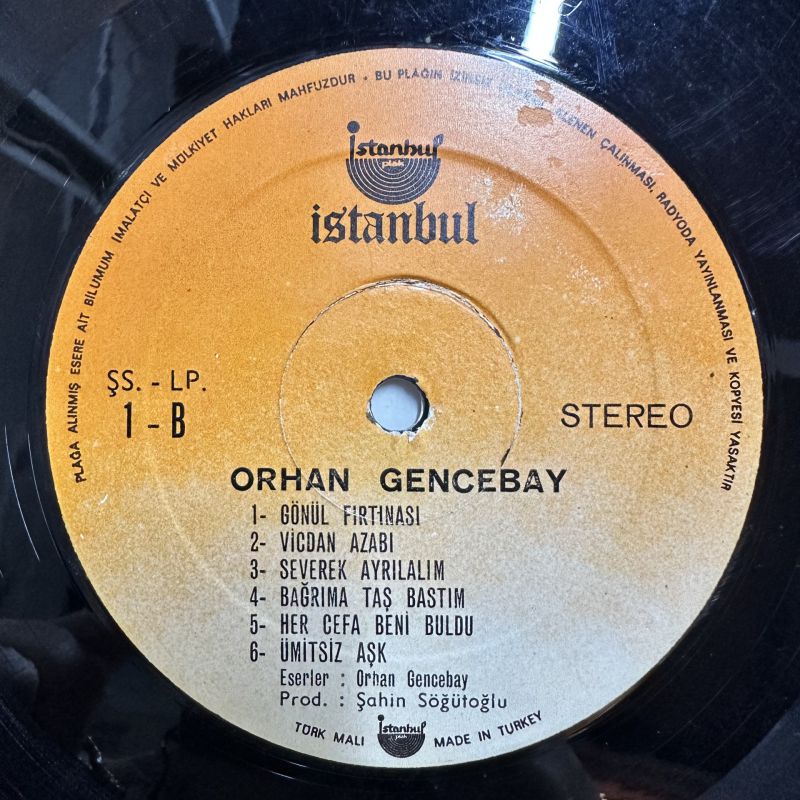 PLAĞA ALINMIŞ ESERE AİT BİLUMUM İMALATÇI VE MÜLKİYET HAKLARI MAHFUZDUR • BU PLAĞIN İZİNSİZ ÇALINMASI, RADYODA YAYINLANMASI VE KOPYESİ YASAKTIR
istanbul
plak
istanbul
ŞS. - LP.
1 - B
STEREO
ORHAN GENCEBAY
1- GÖNÜL FIRTINASI
2- VİCDAN AZABI
3- SEVEREK AYRILALIM
4- BAĞRIMA TAŞ BASTIM
5- HER CEFA BENİ BULDU
6- ÜMİTSİZ AŞK
Eserler : Orhan Gencebay
Prod. : Şahin Söğütoğlu
TÜRK MALI
istanbul
plak
MADE IN TURKEY